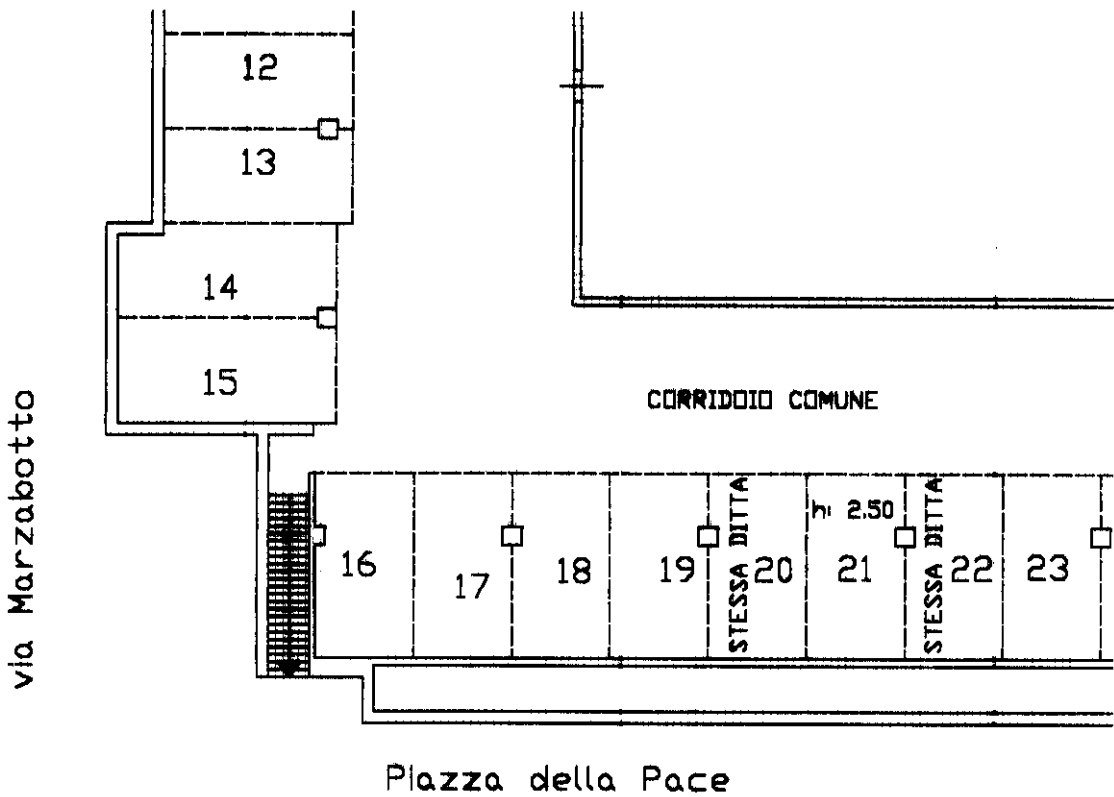 12
13
14
15
via Marzabotto
CORRIDOIO COMUNE
16
17
18
19
STESSA DITTA
20
h: 2.50
21
STESSA DITTA
22
23
Piazza della Pace